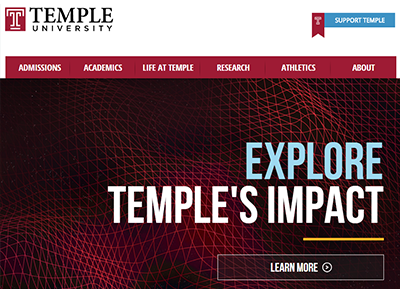 TEMPLE
UNIVERSITY
SUPPORT TEMPLE
ADMISSIONS ACADEMICS LIFE AT TEMPLE RESEARCH ATHLETICS ABOUT
EXPLORE
TEMPLE'S IMPACT
LEARN MORE